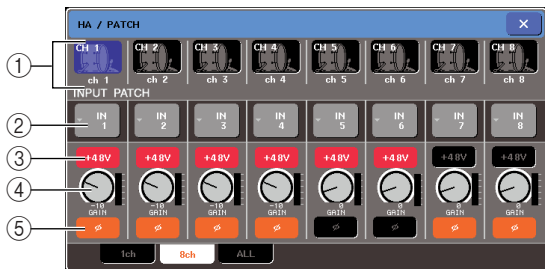 HA / PATCH ×
CH 1 CH 2 CH 3 CH 4 CH 5 CH 6 CH 7 CH 8
① ch 1 ch 2 ch 3 ch 4 ch 5 ch 6 ch 7 ch 8
INPUT PATCH
② IN 1 IN 2 IN 3 IN 4 IN 5 IN 6 IN 7 IN 8
③ +48V +48V +48V +48V +48V +48V +48V +48V
④ -10 -10 -10 -10 0 0 0 0
GAIN GAIN GAIN GAIN GAIN GAIN GAIN GAIN
⑤ ø ø ø ø ø ø ø ø
1ch 8ch ALL